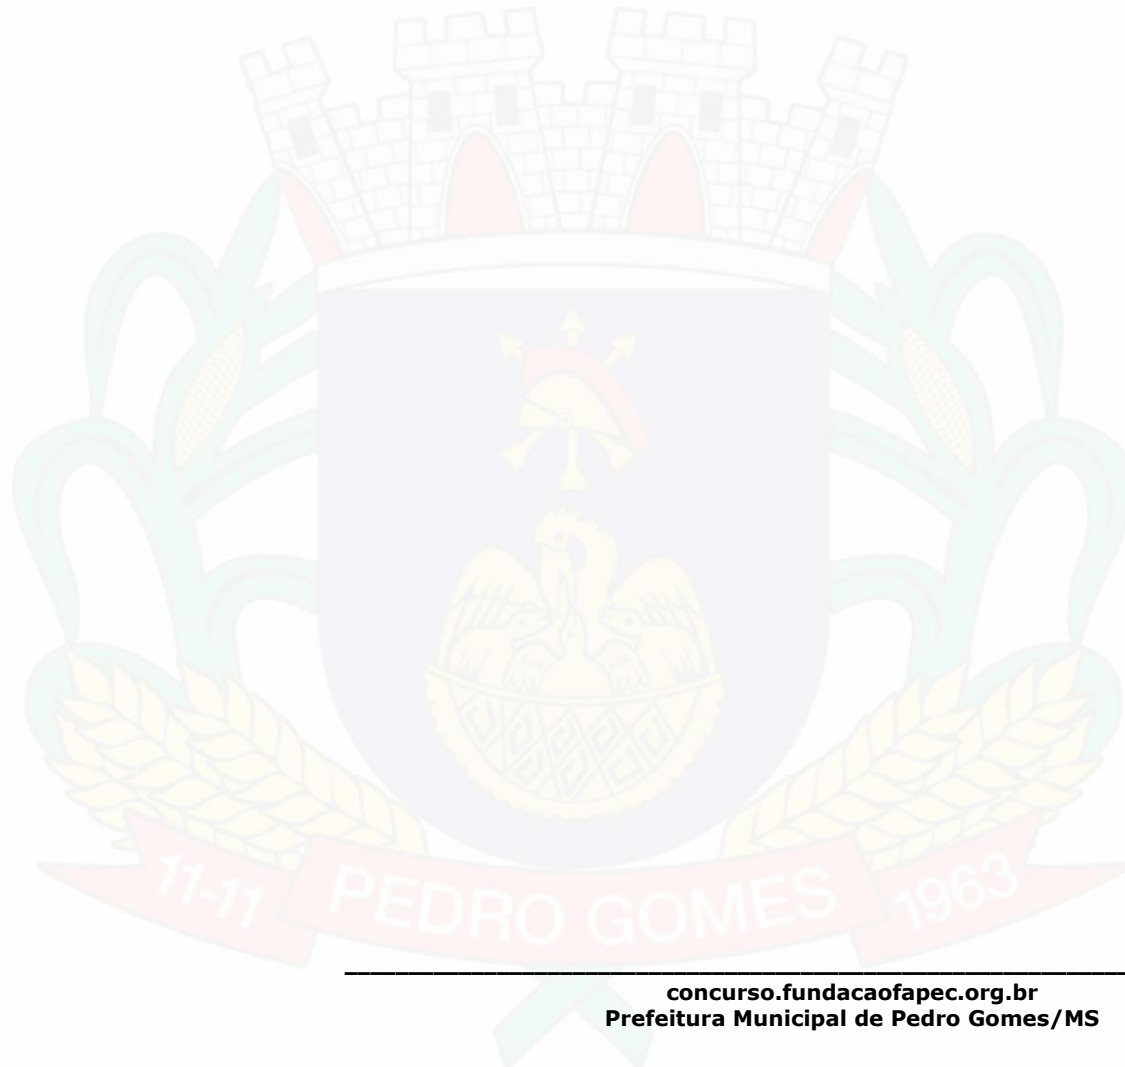 11-11 PEDRO GOMES 1963
concurso.fundacaofapec.org.br
Prefeitura Municipal de Pedro Gomes/MS